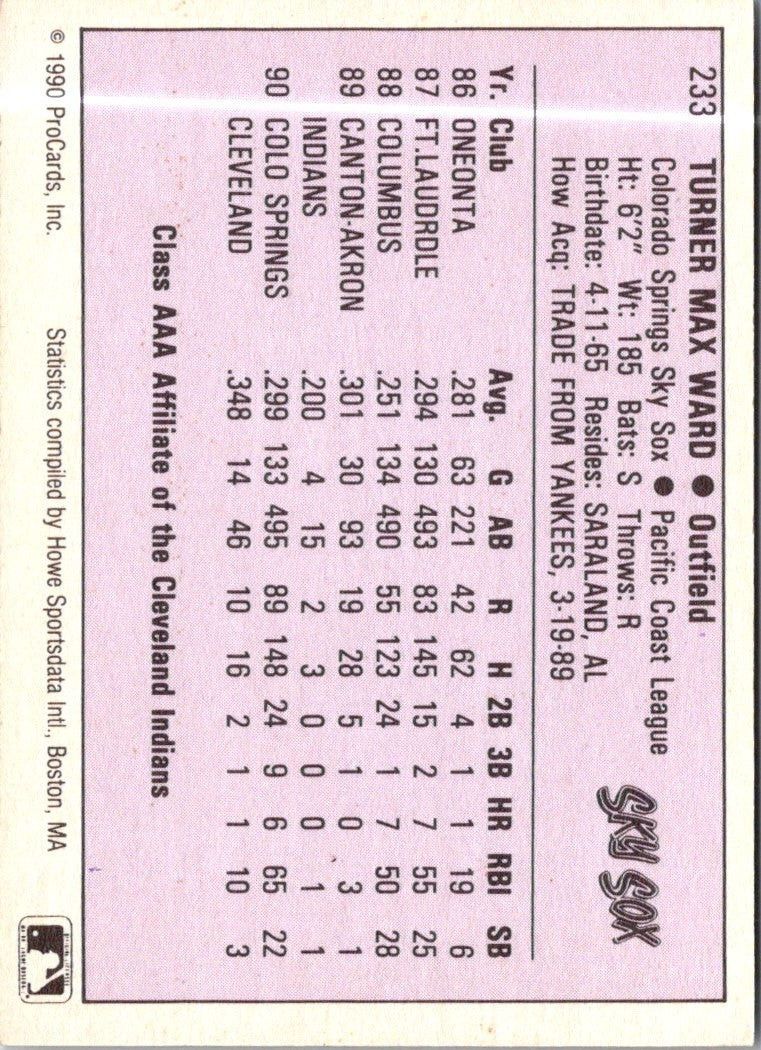 233 TURNER MAX WARD ● Outfield
Colorado Springs Sky Sox ● Pacific Coast League
Ht: 6'2" Wt: 185 Bats: S Throws: R
Birthdate: 4-11-65 Resides: SARALAND, AL
How Acq: TRADE FROM YANKEES, 3-19-89
SKY SOX
Yr. Club Avg. G AB R H 2B 3B HR RBI SB
86 ONEONTA .281 63 221 42 62 4 1 1 19 6
87 FT.LAUDRDLE .294 130 493 83 145 15 2 7 55 25
88 COLUMBUS .251 134 490 55 123 24 1 7 50 28
89 CANTON-AKRON .301 30 93 19 28 5 1 0 3 1
INDIANS .200 4 15 2 3 0 0 0 1 1
90 COLO SPRINGS .299 133 495 89 148 24 9 6 65 22
CLEVELAND .348 14 46 10 16 2 1 1 10 3
Class AAA Affiliate of the Cleveland Indians
© 1990 ProCards, Inc. Statistics compiled by Howe Sportsdata Intl., Boston, MA